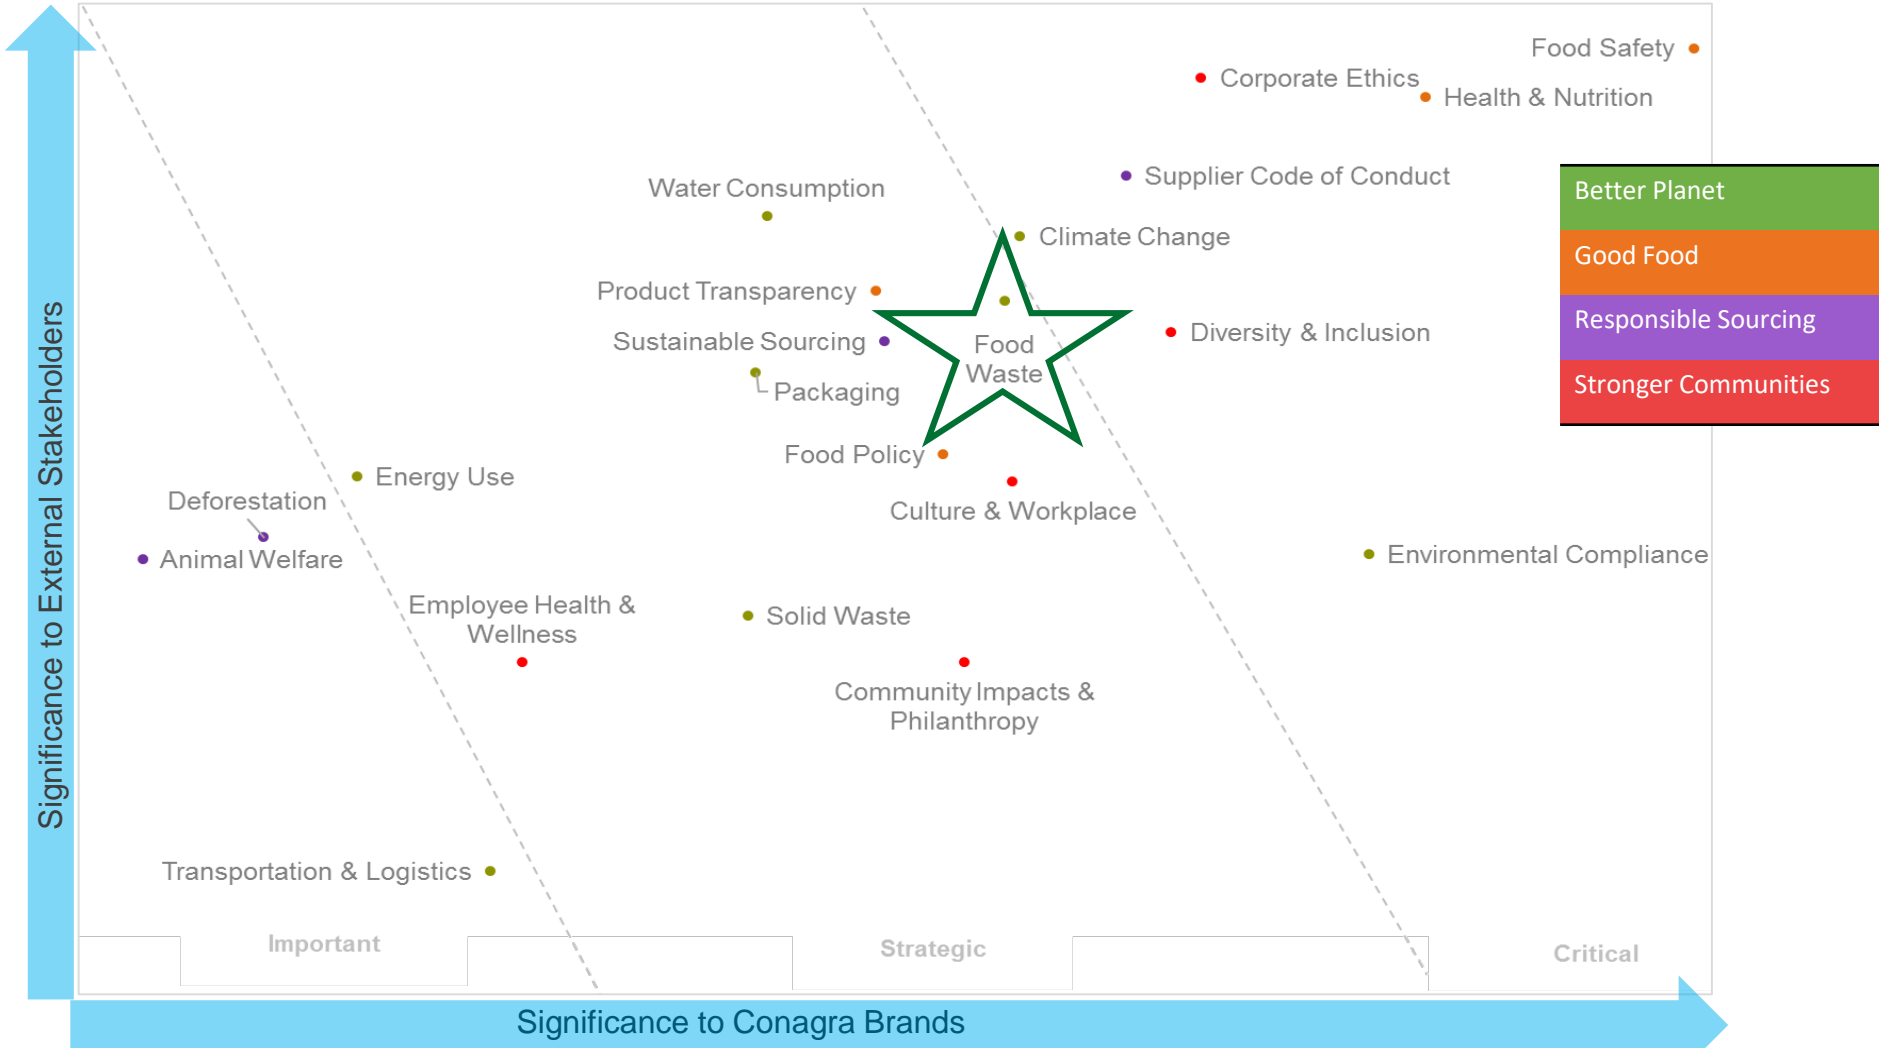 Significance to External Stakeholders
Food Safety
Corporate Ethics
Health & Nutrition
Supplier Code of Conduct
Water Consumption
Climate Change
Product Transparency
Sustainable Sourcing
Packaging
Food
Waste
Diversity & Inclusion
Better Planet
Good Food
Responsible Sourcing
Stronger Communities
Food Policy
Culture & Workplace
Energy Use
Deforestation
Animal Welfare
Environmental Compliance
Employee Health &
Wellness
Solid Waste
Community Impacts &
Philanthropy
Transportation & Logistics
Important
Strategic
Critical
Significance to Conagra Brands